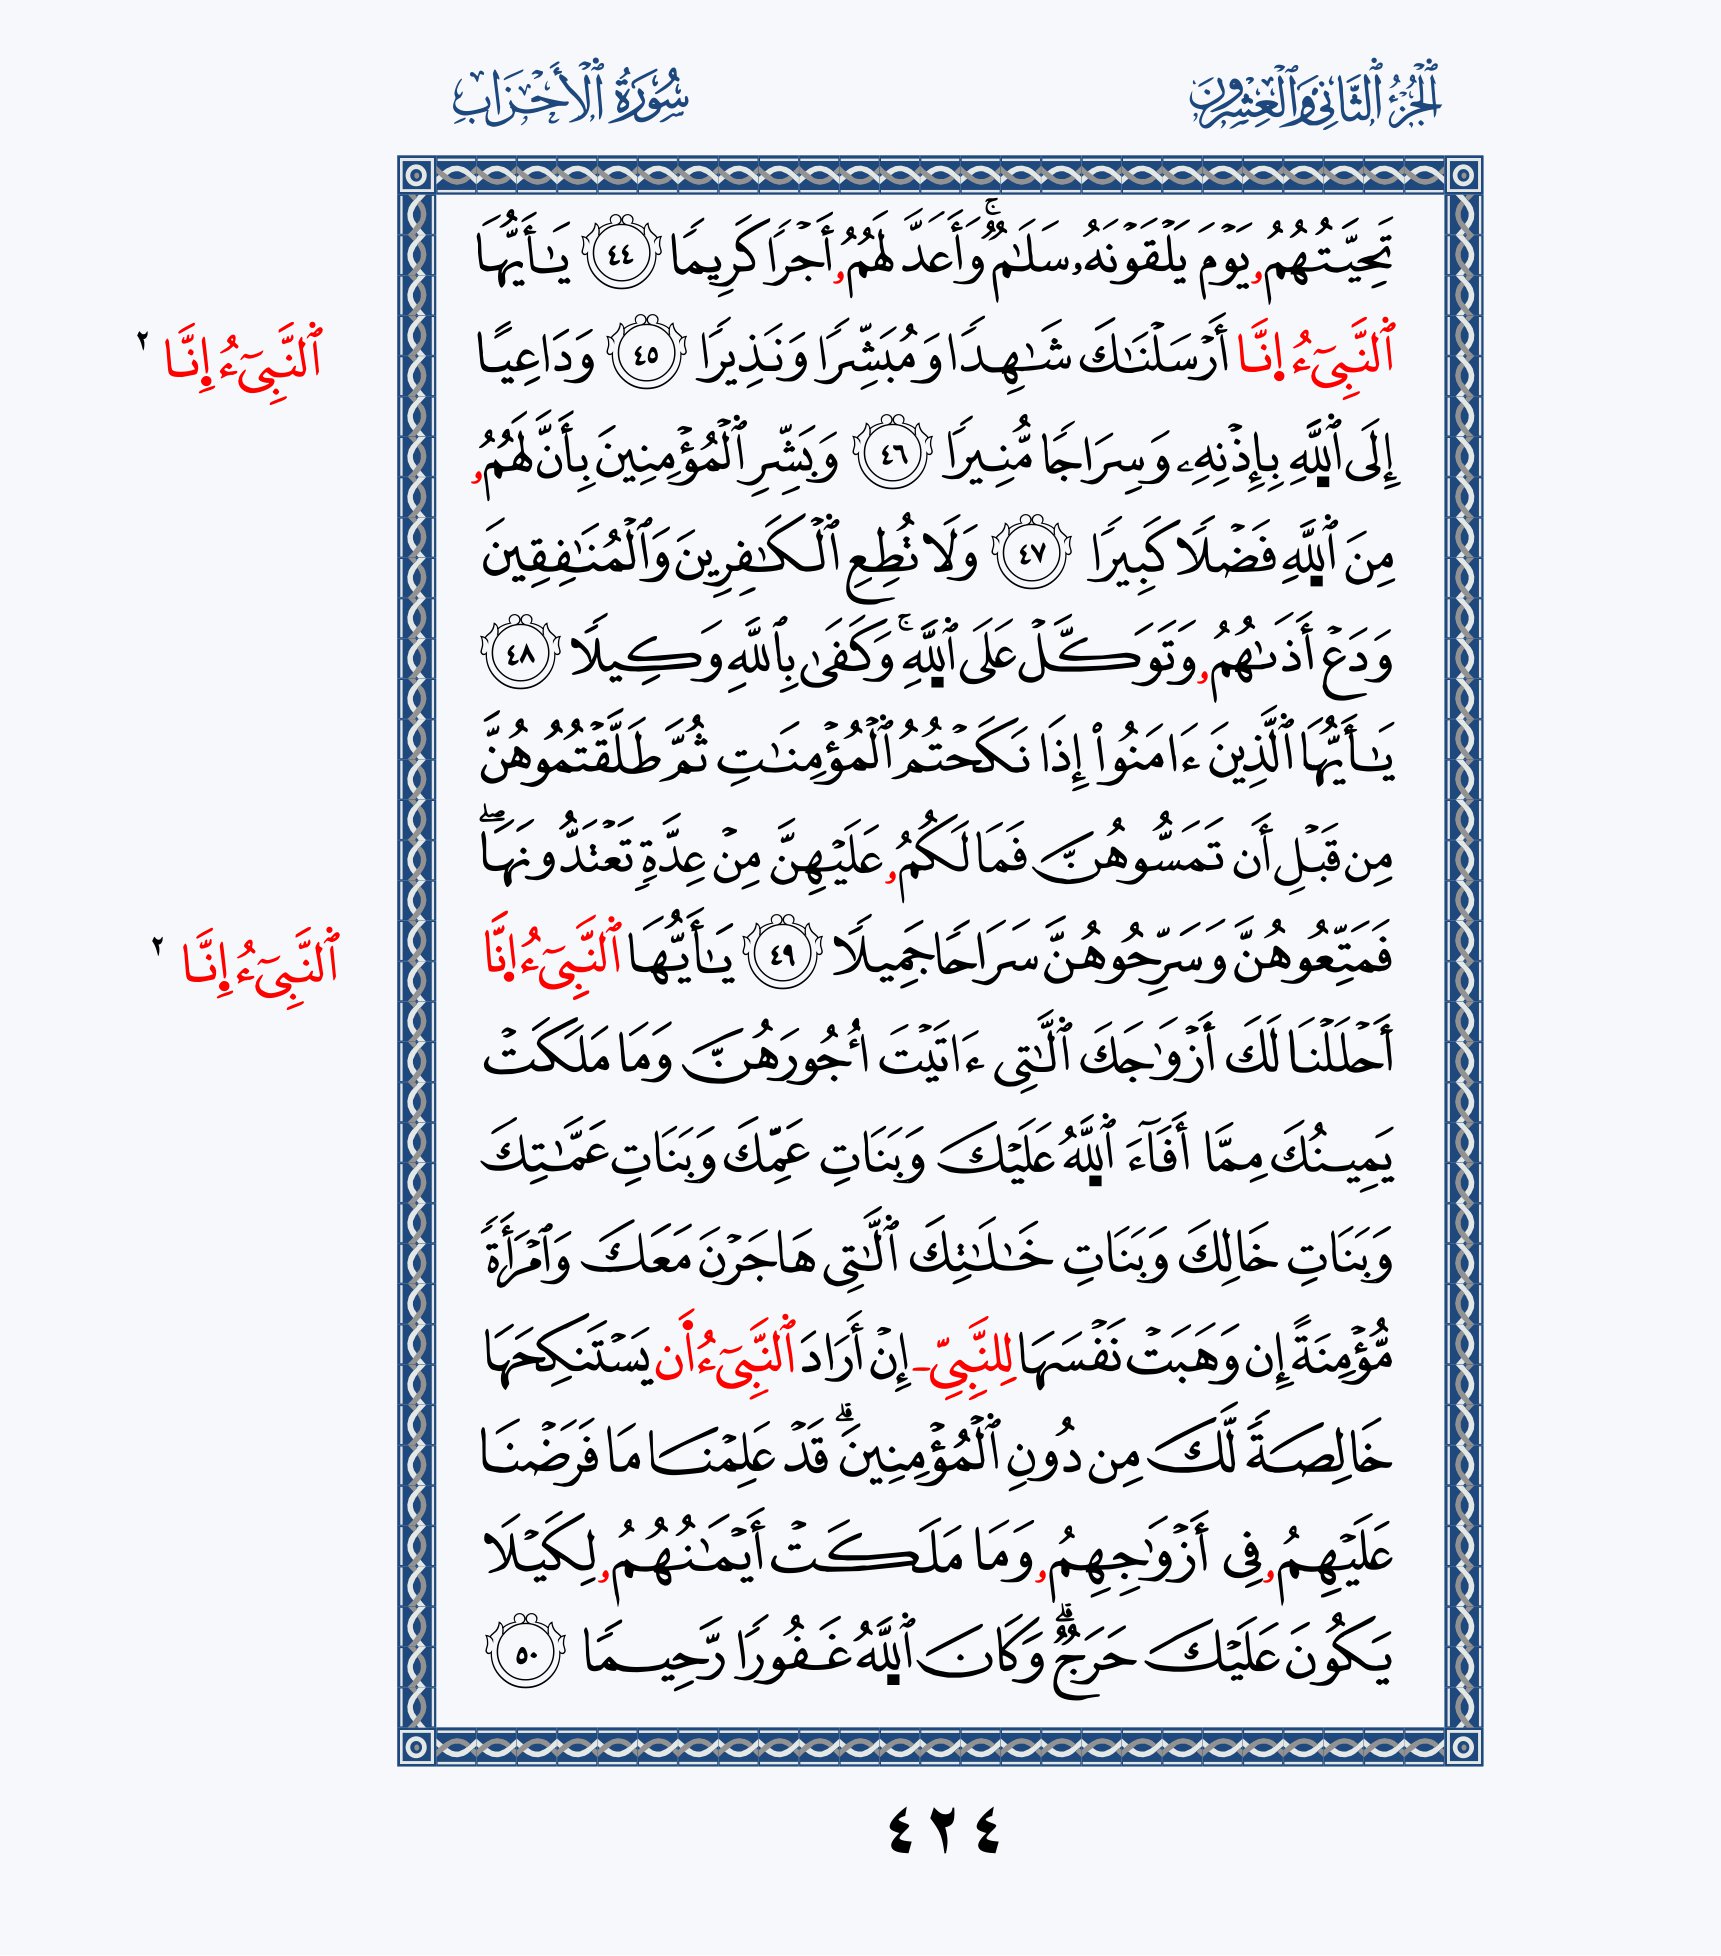 الجُزْءُ ٱلثَّانِي وَٱلْعِشْرُونَ
سُورَةُ ٱلْأَحْزَابِ
تَحِيَّتُهُمُۥ يَوْمَ يَلْقَوْنَهُۥ سَلَٰمٌۚ وَأَعَدَّ لَهُمُۥ أَجْرًا كَرِيمًا ٤٤ يَٰٓأَيُّهَا
ٱلنَّبِيٓءُ إِنَّا أَرْسَلْنَٰكَ شَٰهِدًا وَمُبَشِّرًا وَنَذِيرًا ٤٥ وَدَاعِيًا
ٱلنَّبِيٓءُ إِنَّا ٢
إِلَى ٱللَّهِ بِإِذْنِهِۦ وَسِرَاجًا مُّنِيرًا ٤٦ وَبَشِّرِ ٱلْمُؤْمِنِينَ بِأَنَّ لَهُمُۥ
مِنَ ٱللَّهِ فَضْلًا كَبِيرًا ٤٧ وَلَا تُطِعِ ٱلْكَٰفِرِينَ وَٱلْمُنَٰفِقِينَ
وَدَعْ أَذَىٰهُمُۥ وَتَوَكَّلْ عَلَى ٱللَّهِۚ وَكَفَىٰ بِٱللَّهِ وَكِيلًا ٤٨
يَٰٓأَيُّهَا ٱلَّذِينَ ءَامَنُوا۟ إِذَا نَكَحْتُمُ ٱلْمُؤْمِنَٰتِ ثُمَّ طَلَّقْتُمُوهُنَّ
مِن قَبْلِ أَن تَمَسُّوهُنَّ فَمَا لَكُمُۥ عَلَيْهِنَّ مِنْ عِدَّةٍ تَعْتَدُّونَهَاۖ
فَمَتِّعُوهُنَّ وَسَرِّحُوهُنَّ سَرَاحًا جَمِيلًا ٤٩ يَٰٓأَيُّهَا ٱلنَّبِيٓءُ إِنَّا
ٱلنَّبِيٓءُ إِنَّا ٢
أَحْلَلْنَا لَكَ أَزْوَٰجَكَ ٱلَّٰتِي ءَاتَيْتَ أُجُورَهُنَّ وَمَا مَلَكَتْ
يَمِينُكَ مِمَّا أَفَآءَ ٱللَّهُ عَلَيْكَ وَبَنَاتِ عَمِّكَ وَبَنَاتِ عَمَّٰتِكَ
وَبَنَاتِ خَالِكَ وَبَنَاتِ خَٰلَٰتِكَ ٱلَّٰتِي هَاجَرْنَ مَعَكَ وَٱمْرَأَةً
مُّؤْمِنَةً إِن وَهَبَتْ نَفْسَهَا لِلنَّبِيِّ إِنْ أَرَادَ ٱلنَّبِيٓءُ أَن يَسْتَنكِحَهَا
خَالِصَةً لَّكَ مِن دُونِ ٱلْمُؤْمِنِينَۗ قَدْ عَلِمْنَا مَا فَرَضْنَا
عَلَيْهِمُۥ فِي أَزْوَٰجِهِمُۥ وَمَا مَلَكَتْ أَيْمَٰنُهُمُۥ لِكَيْلَا
يَكُونَ عَلَيْكَ حَرَجٌۗ وَكَانَ ٱللَّهُ غَفُورًا رَّحِيمًا ٥٠
٤٢٤